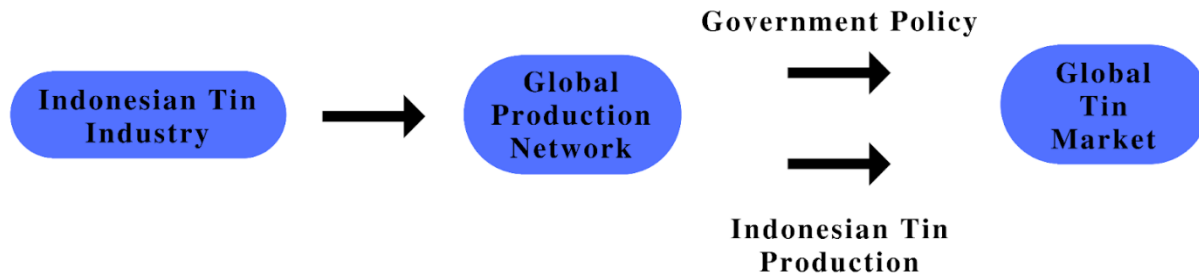 Government Policy
Indonesian Tin
Industry
Global
Production
Network
Global
Tin
Market
Indonesian Tin
Production